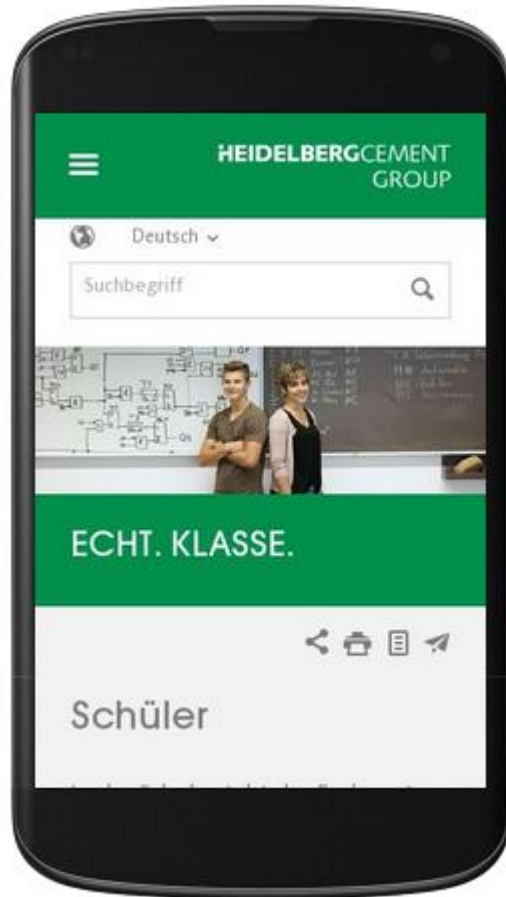 HEIDELBERGCEMENT
GROUP
Deutsch
Suchbegriff
ECHT. KLASSE.
Schüler